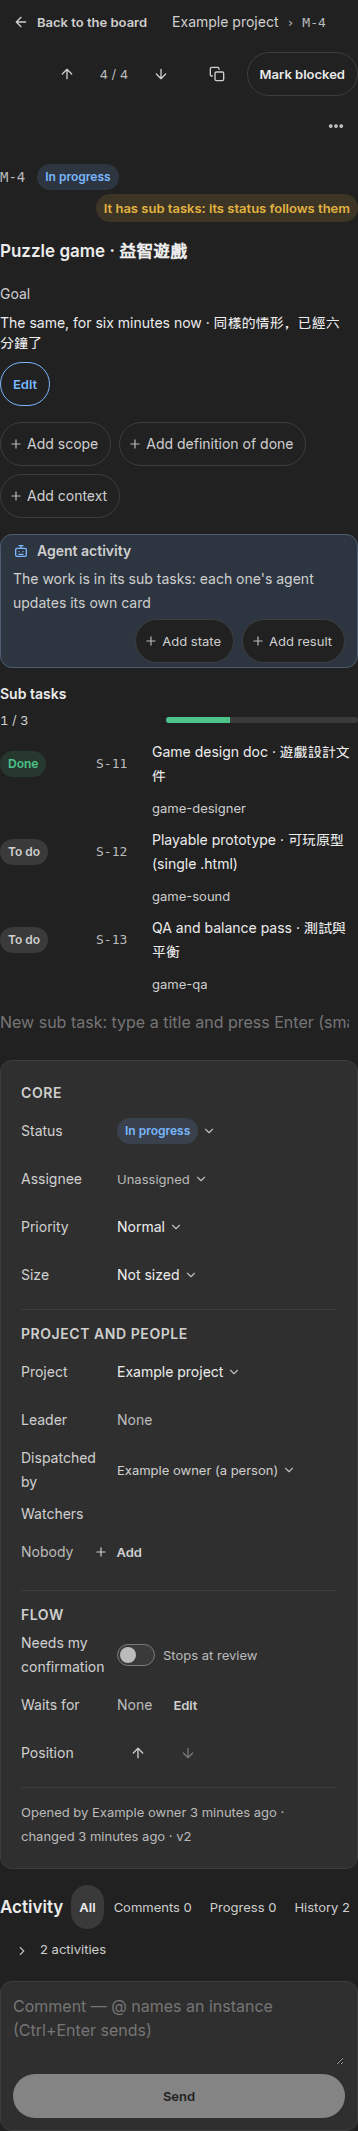 Back to the board Example project › M-4
4 / 4 Mark blocked
M-4 In progress
It has sub tasks: its status follows them
Puzzle game · 益智遊戲
Goal
The same, for six minutes now · 同樣的情形，已經六
分鐘了
Edit
+ Add scope + Add definition of done
+ Add context
Agent activity
The work is in its sub tasks: each one's agent
updates its own card
+ Add state + Add result
Sub tasks
1 / 3
Done S-11 Game design doc · 遊戲設計文
件
game-designer
To do S-12 Playable prototype · 可玩原型
(single .html)
game-sound
To do S-13 QA and balance pass · 測試與
平衡
game-qa
New sub task: type a title and press Enter (sma
CORE
Status In progress
Assignee Unassigned
Priority Normal
Size Not sized
PROJECT AND PEOPLE
Project Example project
Leader None
Dispatched
by Example owner (a person)
Watchers
Nobody + Add
FLOW
Needs my
confirmation Stops at review
Waits for None Edit
Position
Opened by Example owner 3 minutes ago ·
changed 3 minutes ago · v2
Activity All Comments 0 Progress 0 History 2
2 activities
Comment — @ names an instance
(Ctrl+Enter sends)
Send